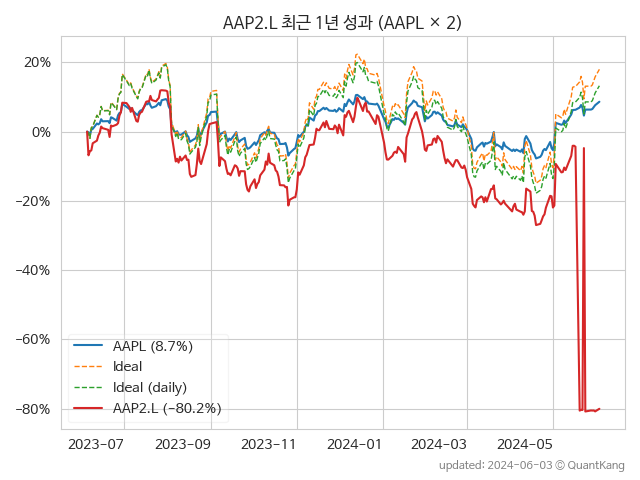 AAP2.L 최근 1년 성과 (AAPL × 2)
20%
0%
−20%
−40%
−60%
−80%
AAPL (8.7%)
Ideal
Ideal (daily)
AAP2.L (−80.2%)
2023−07
2023−09
2023−11
2024−01
2024−03
2024−05
updated: 2024-06-03 © QuantKang